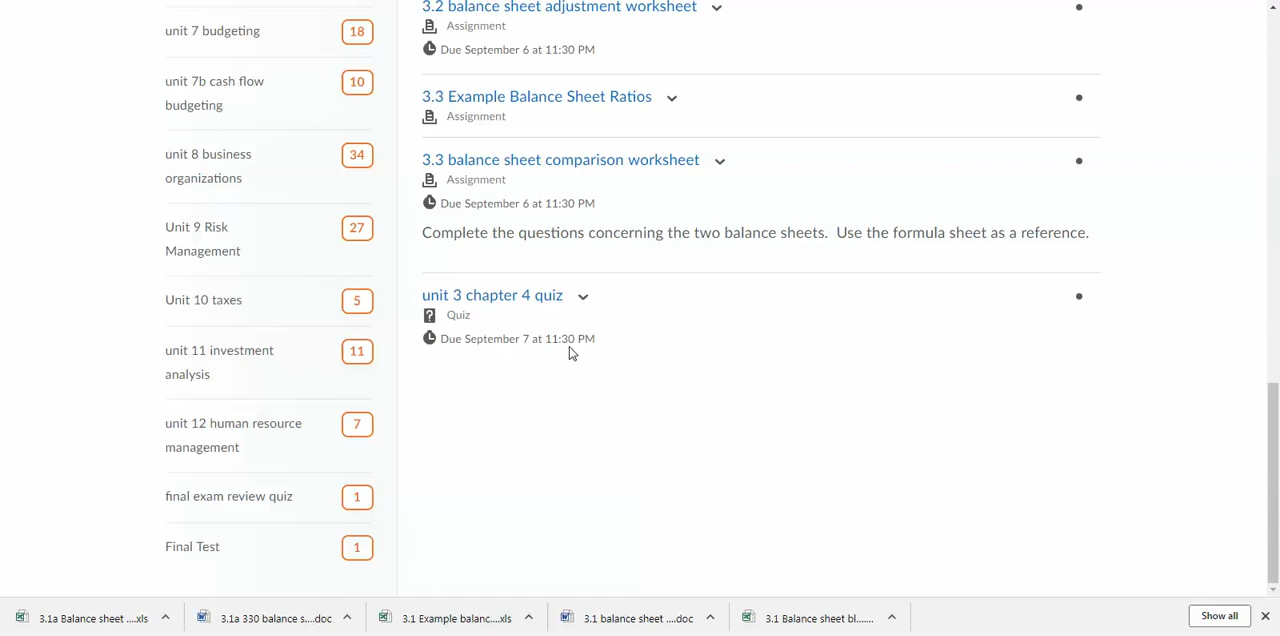 unit 7 budgeting
18
unit 7b cash flow
budgeting
10
unit 8 business
organizations
34
Unit 9 Risk
Management
27
Unit 10 taxes
5
unit 11 investment
analysis
11
unit 12 human resource
management
7
final exam review quiz
1
Final Test
1
3.2 balance sheet adjustment worksheet
Assignment
Due September 6 at 11:30 PM
3.3 Example Balance Sheet Ratios
Assignment
3.3 balance sheet comparison worksheet
Assignment
Due September 6 at 11:30 PM
Complete the questions concerning the two balance sheets.  Use the formula sheet as a reference.
unit 3 chapter 4 quiz
Quiz
Due September 7 at 11:30 PM
3.1a Balance sheet ....xls
3.1a 330 balance s....doc
3.1 Example balanc....xls
3.1 balance sheet ....doc
3.1 Balance sheet bl.......
Show all